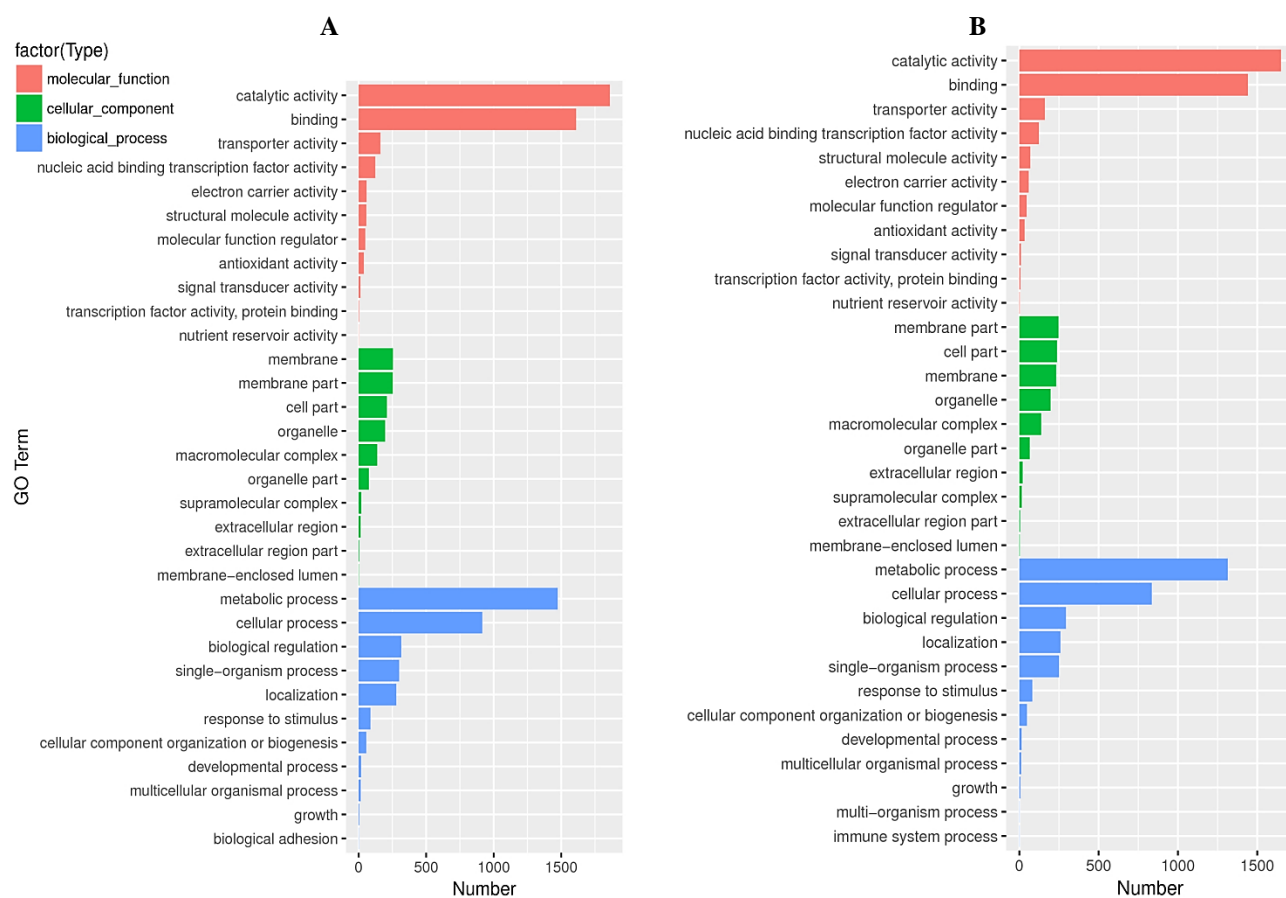 A
factor(Type)
molecular_function
cellular_component
biological_process
GO Term
catalytic activity
binding
transporter activity
nucleic acid binding transcription factor activity
electron carrier activity
structural molecule activity
molecular function regulator
antioxidant activity
signal transducer activity
transcription factor activity, protein binding
nutrient reservoir activity
membrane
membrane part
cell part
organelle
macromolecular complex
organelle part
supramolecular complex
extracellular region
extracellular region part
membrane−enclosed lumen
metabolic process
cellular process
biological regulation
single−organism process
localization
response to stimulus
cellular component organization or biogenesis
developmental process
multicellular organismal process
growth
biological adhesion
0 500 1000 1500
Number
B
catalytic activity
binding
transporter activity
nucleic acid binding transcription factor activity
structural molecule activity
electron carrier activity
molecular function regulator
antioxidant activity
signal transducer activity
transcription factor activity, protein binding
nutrient reservoir activity
membrane part
cell part
membrane
organelle
macromolecular complex
organelle part
extracellular region
supramolecular complex
extracellular region part
membrane−enclosed lumen
metabolic process
cellular process
biological regulation
localization
single−organism process
response to stimulus
cellular component organization or biogenesis
developmental process
multicellular organismal process
growth
multi−organism process
immune system process
0 500 1000 1500
Number